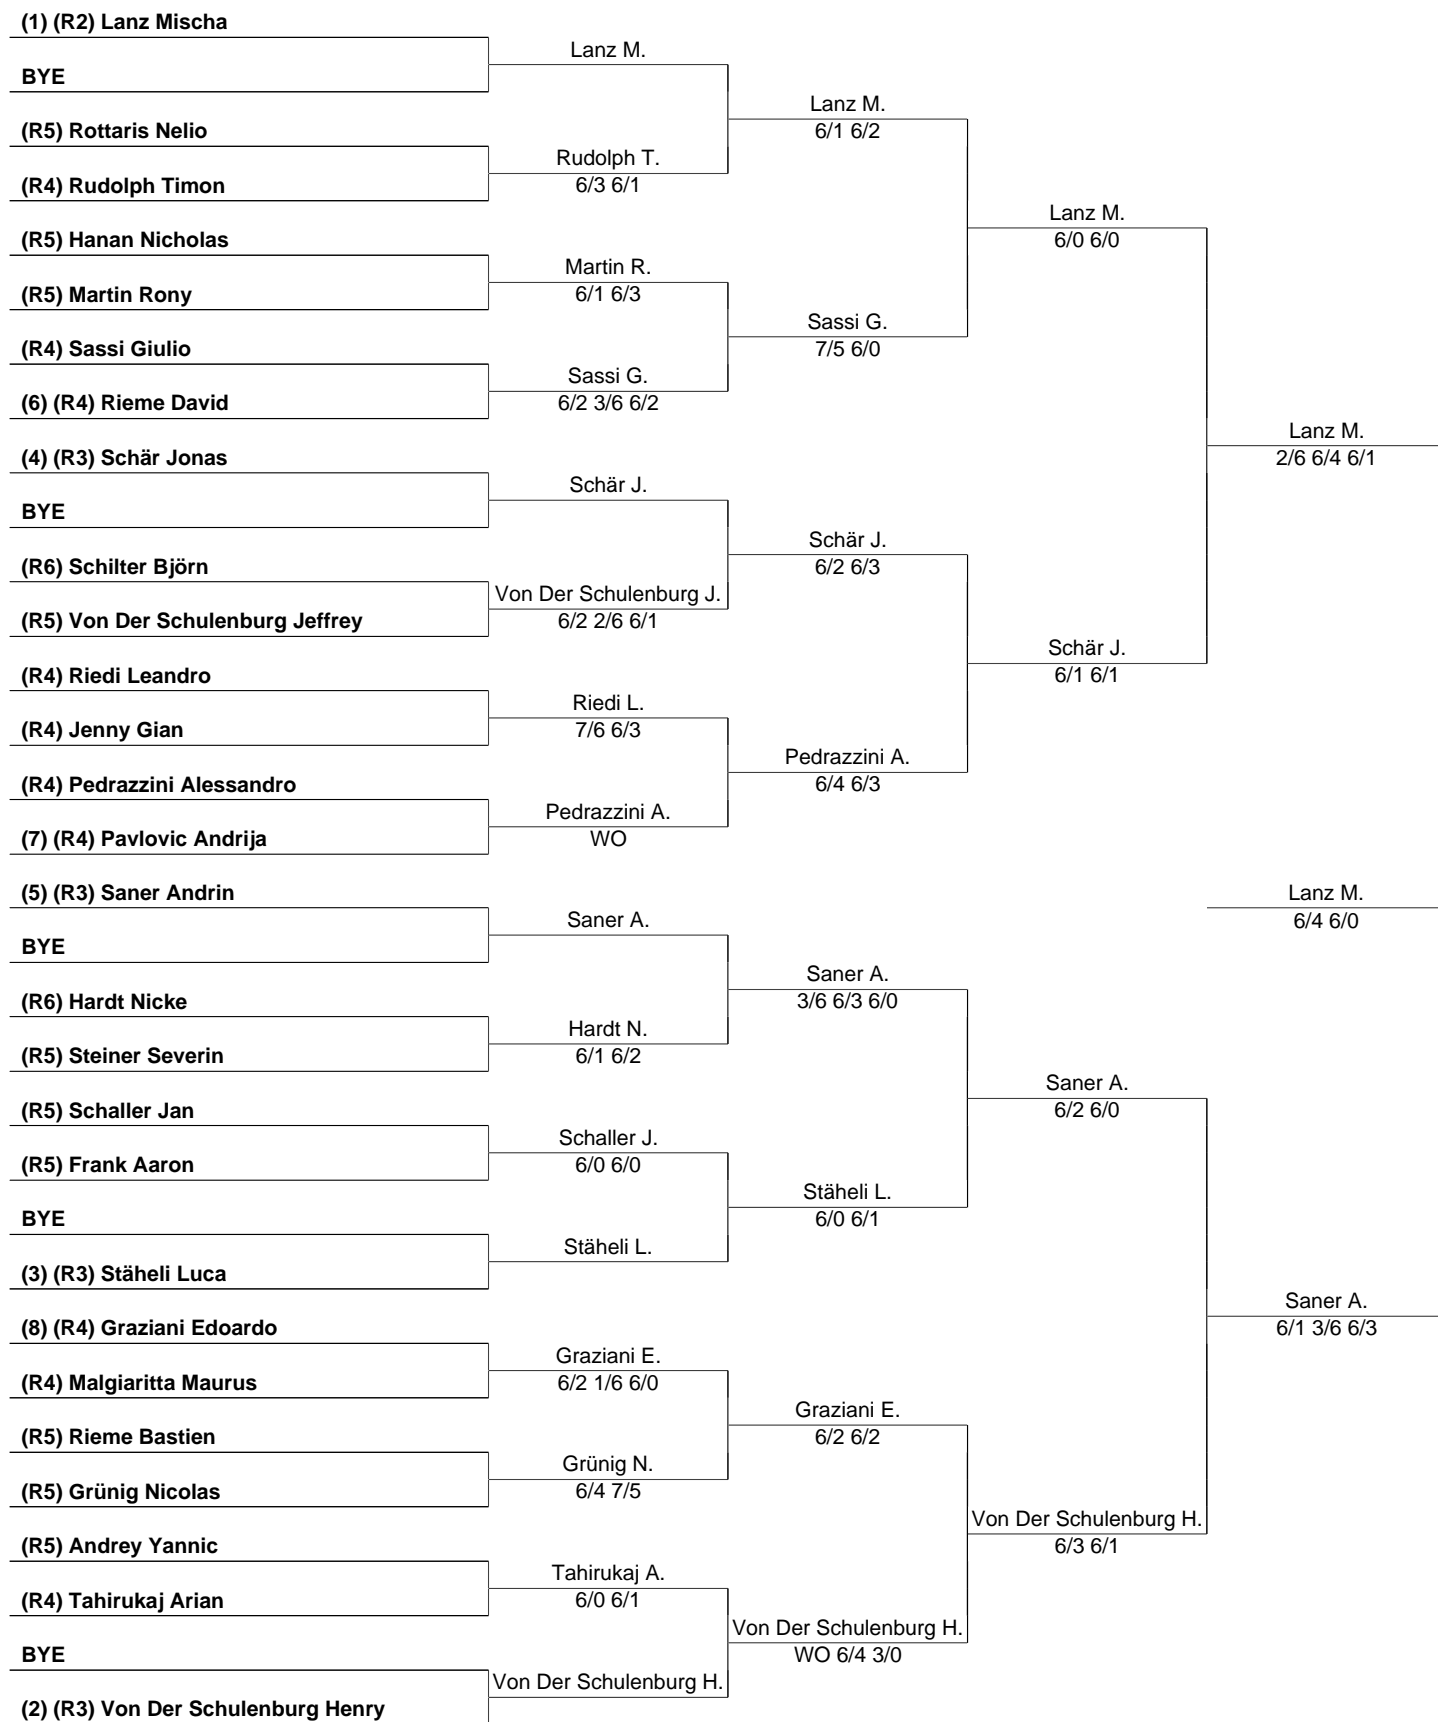 (1) (R2) Lanz Mischa
Lanz M.
BYE
Lanz M.
6/1 6/2
(R5) Rottaris Nelio
Rudolph T.
6/3 6/1
(R4) Rudolph Timon
Lanz M.
6/0 6/0
(R5) Hanan Nicholas
Martin R.
6/1 6/3
(R5) Martin Rony
Sassi G.
7/5 6/0
(R4) Sassi Giulio
Sassi G.
6/2 3/6 6/2
(6) (R4) Rieme David
Lanz M.
2/6 6/4 6/1
(4) (R3) Schär Jonas
Schär J.
BYE
Schär J.
6/2 6/3
(R6) Schilter Björn
Von Der Schulenburg J.
6/2 2/6 6/1
(R5) Von Der Schulenburg Jeffrey
Schär J.
6/1 6/1
(R4) Riedi Leandro
Riedi L.
7/6 6/3
(R4) Jenny Gian
Pedrazzini A.
6/4 6/3
(R4) Pedrazzini Alessandro
Pedrazzini A.
WO
(7) (R4) Pavlovic Andrija
(5) (R3) Saner Andrin
Lanz M.
6/4 6/0
Saner A.
BYE
Saner A.
3/6 6/3 6/0
(R6) Hardt Nicke
Hardt N.
6/1 6/2
(R5) Steiner Severin
Saner A.
6/2 6/0
(R5) Schaller Jan
Schaller J.
6/0 6/0
(R5) Frank Aaron
Stäheli L.
6/0 6/1
BYE
Stäheli L.
(3) (R3) Stäheli Luca
Saner A.
6/1 3/6 6/3
(8) (R4) Graziani Edoardo
Graziani E.
6/2 1/6 6/0
(R4) Malgiaritta Maurus
Graziani E.
6/2 6/2
(R5) Rieme Bastien
Grünig N.
6/4 7/5
(R5) Grünig Nicolas
Von Der Schulenburg H.
6/3 6/1
(R5) Andrey Yannic
Tahirukaj A.
6/0 6/1
(R4) Tahirukaj Arian
Von Der Schulenburg H.
WO 6/4 3/0
BYE
Von Der Schulenburg H.
(2) (R3) Von Der Schulenburg Henry